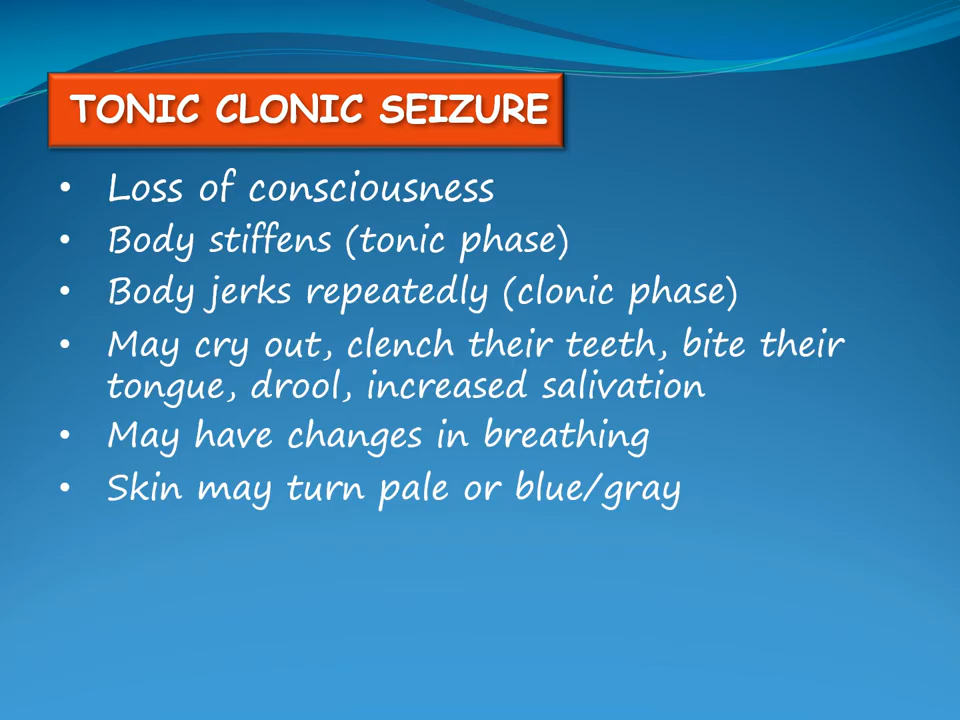 TONIC CLONIC SEIZURE
• Loss of consciousness
• Body stiffens (tonic phase)
• Body jerks repeatedly (clonic phase)
• May cry out, clench their teeth, bite their
tongue, drool, increased salivation
• May have changes in breathing
• Skin may turn pale or blue/gray